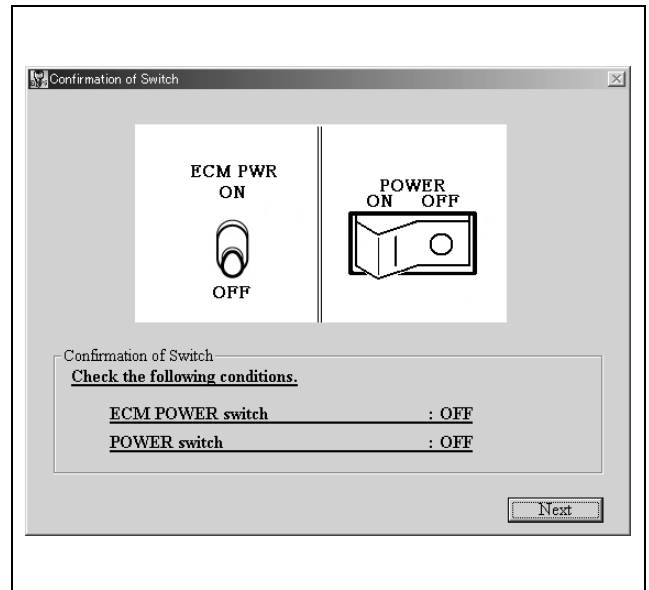 Confirmation of Switch
ECM PWR
ON
OFF
POWER
ON OFF
Confirmation of Switch
Check the following conditions.
ECM POWER switch : OFF
POWER switch : OFF
Next